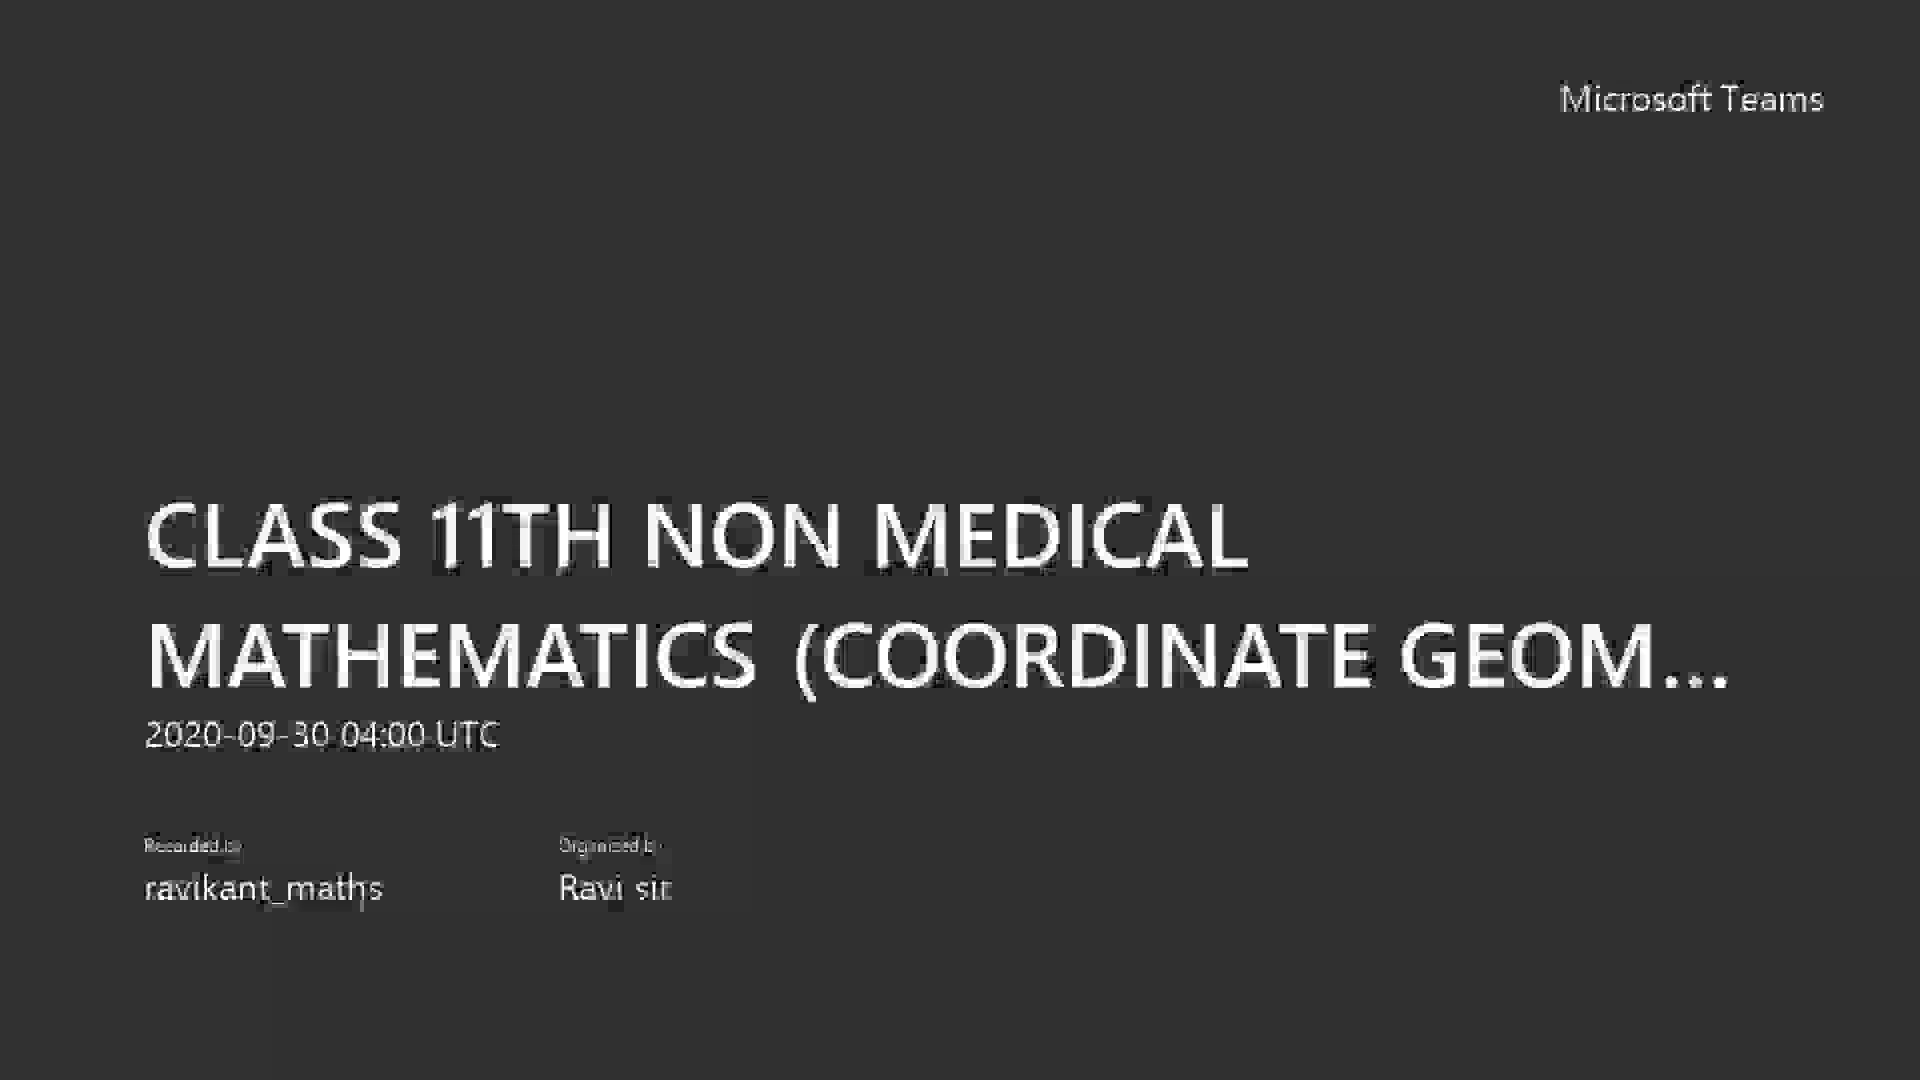 Microsoft Teams
CLASS 11TH NON MEDICAL
MATHEMATICS (COORDINATE GEOM...
2020-09-30 04:00 UTC
Recorded by
Organized by
ravikant_maths
Ravi sir